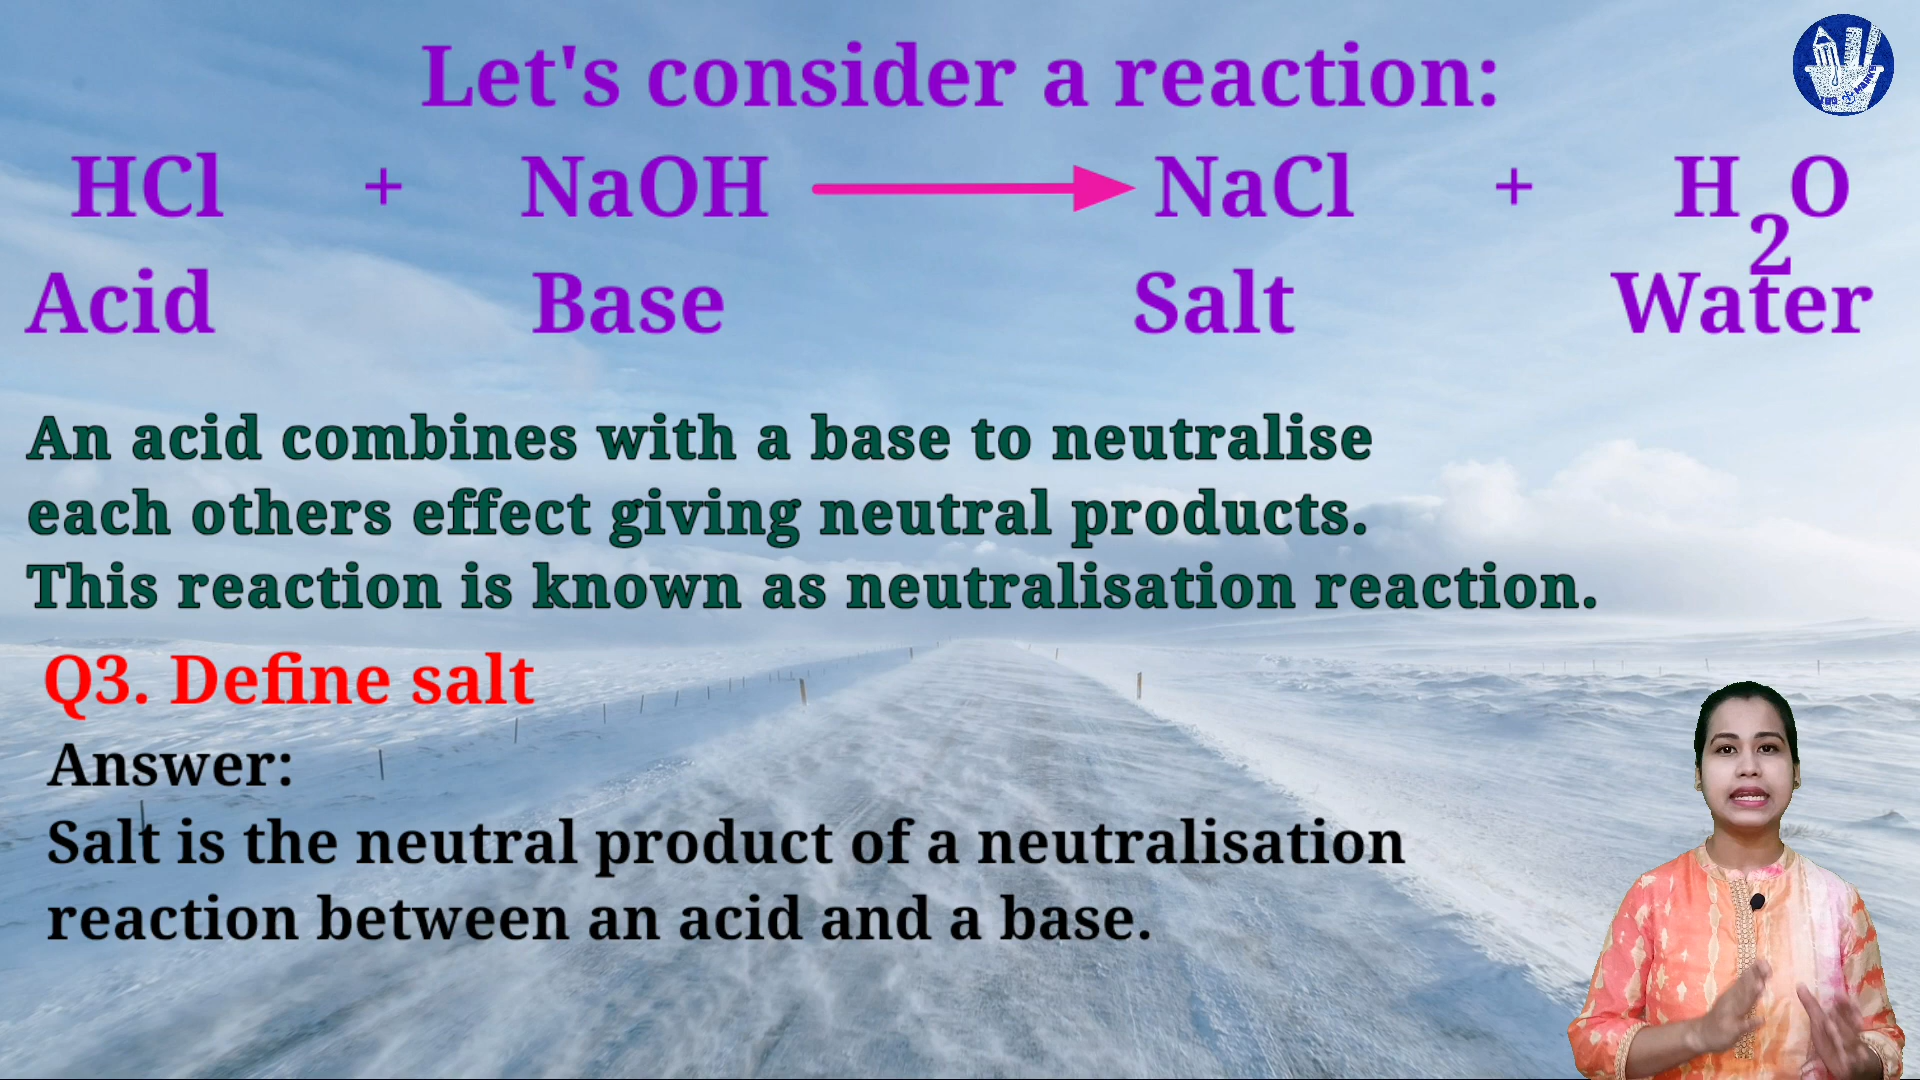 Let's consider a reaction:
HCl + NaOH → NaCl + H₂O
Acid Base Salt Water
An acid combines with a base to neutralise
each others effect giving neutral products.
This reaction is known as neutralisation reaction.
Q3. Define salt
Answer:
Salt is the neutral product of a neutralisation
reaction between an acid and a base.